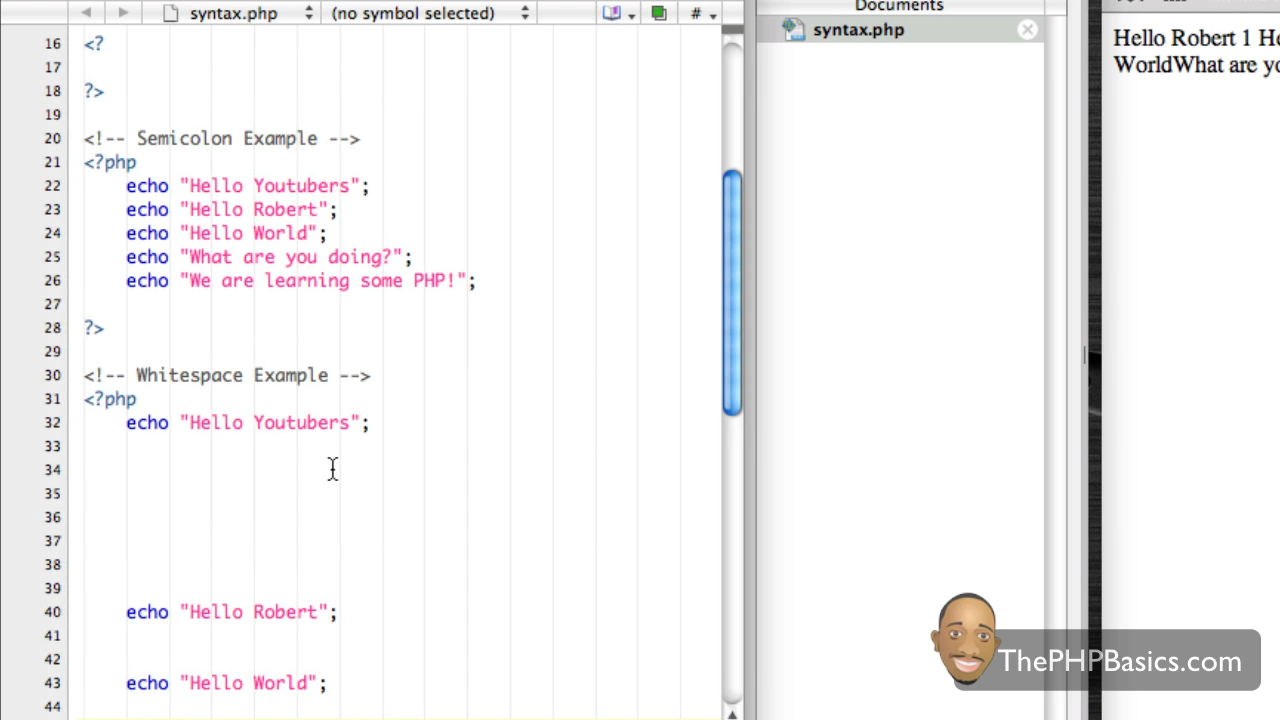 syntax.php (no symbol selected) #
Documents
syntax.php
16 <?
17
18 ?>
19
20 <!-- Semicolon Example -->
21 <?php
22 echo "Hello Youtubers";
23 echo "Hello Robert";
24 echo "Hello World";
25 echo "What are you doing?";
26 echo "We are learning some PHP!";
27
28 ?>
29
30 <!-- Whitespace Example -->
31 <?php
32 echo "Hello Youtubers";
33
34
35
36
37
38
39
40 echo "Hello Robert";
41
42
43 echo "Hello World";
44
Hello Robert 1 He
WorldWhat are yo
ThePHPBasics.com